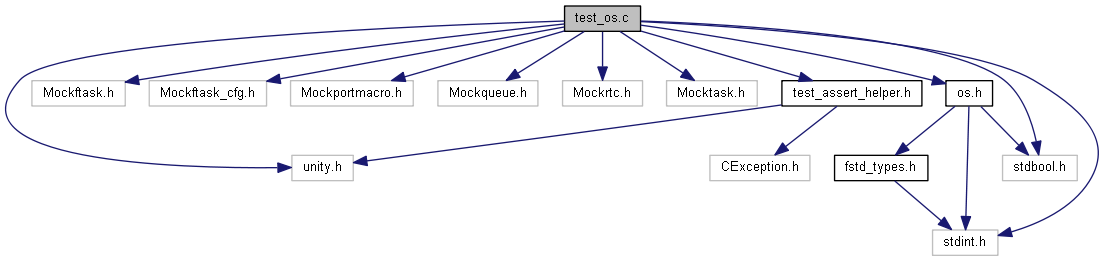 test_os.c
Mockftask.h
Mockftask_cfg.h
Mockportmacro.h
Mockqueue.h
Mockrtc.h
Mocktask.h
test_assert_helper.h
os.h
unity.h
CException.h
fstd_types.h
stdbool.h
stdint.h